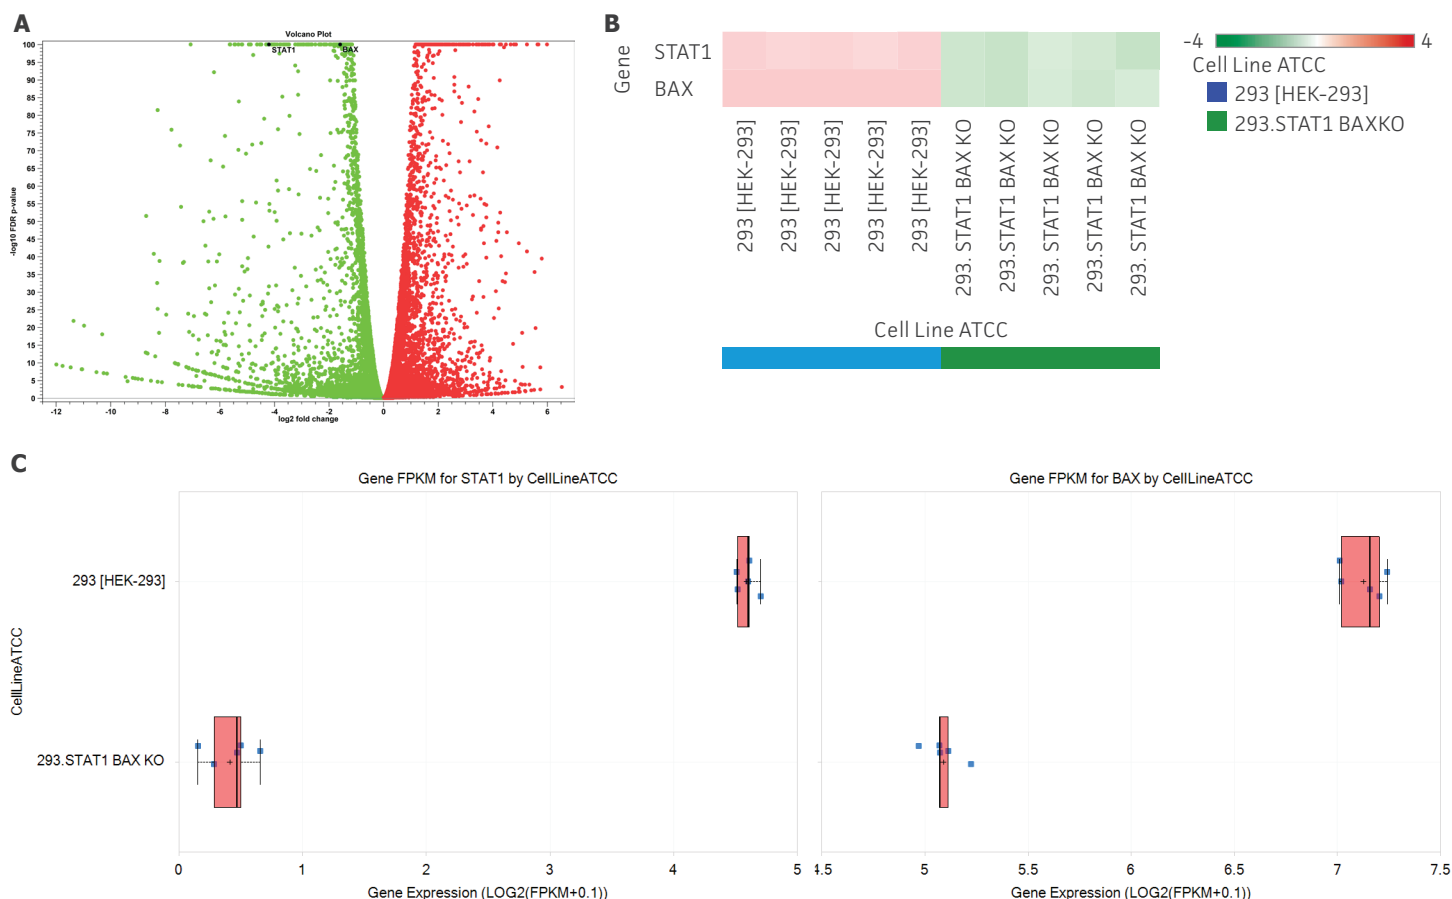 A
Volcano Plot
STAT1
BAX
100
95
90
85
80
75
70
65
60
55
50
45
40
35
30
25
20
15
10
5
0
-log10 FDR p-value
-12
-10
-8
-6
-4
-2
0
2
4
6
log2 fold change
B
Gene
STAT1
BAX
-4
4
Cell Line ATCC
293 [HEK-293]
293.STAT1 BAXKO
293 [HEK-293]
293 [HEK-293]
293 [HEK-293]
293 [HEK-293]
293 [HEK-293]
293. STAT1 BAX KO
293.STAT1 BAX KO
293. STAT1 BAX KO
293.STAT1 BAX KO
293. STAT1 BAX KO
Cell Line ATCC
C
Gene FPKM for STAT1 by CellLineATCC
Gene FPKM for BAX by CellLineATCC
CellLineATCC
293 [HEK-293]
293.STAT1 BAX KO
0
1
2
3
4
5
Gene Expression (LOG2(FPKM+0.1))
4.5
5
5.5
6
6.5
7
7.5
Gene Expression (LOG2(FPKM+0.1))